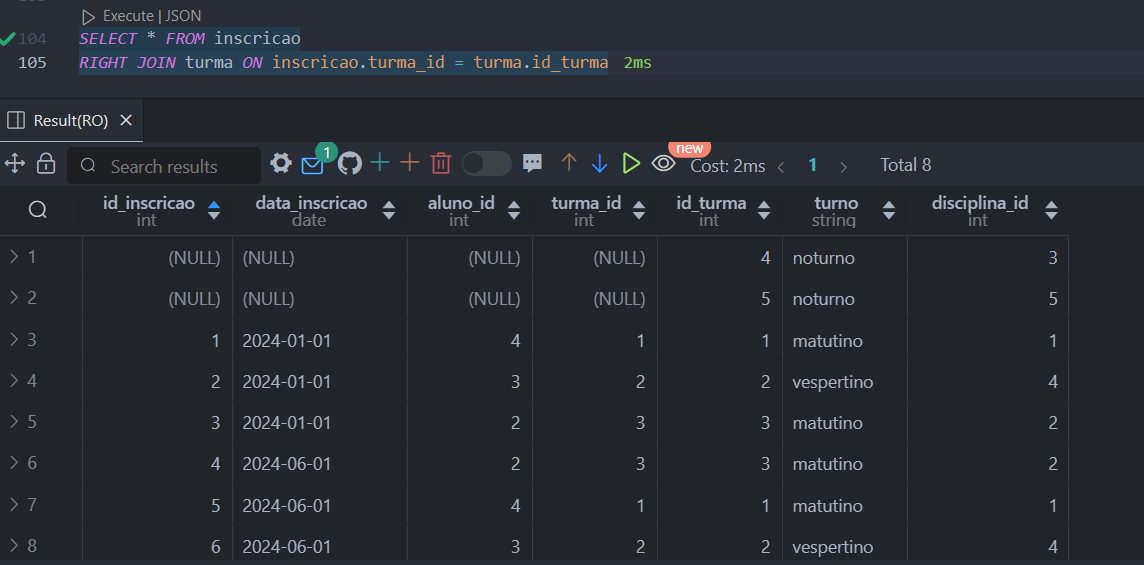 Execute | JSON
104 SELECT * FROM inscricao
105 RIGHT JOIN turma ON inscricao.turma_id = turma.id_turma 2ms
Result(RO)
Search results 1 new Cost: 2ms 1 Total 8
id_inscricao data_inscricao aluno_id turma_id id_turma turno disciplina_id
int date int int int string int
1 (NULL) (NULL) (NULL) (NULL) 4 noturno 3
2 (NULL) (NULL) (NULL) (NULL) 5 noturno 5
3 1 2024-01-01 4 1 1 matutino 1
4 2 2024-01-01 3 2 2 vespertino 4
5 3 2024-01-01 2 3 3 matutino 2
6 4 2024-06-01 2 3 3 matutino 2
7 5 2024-06-01 4 1 1 matutino 1
8 6 2024-06-01 3 2 2 vespertino 4